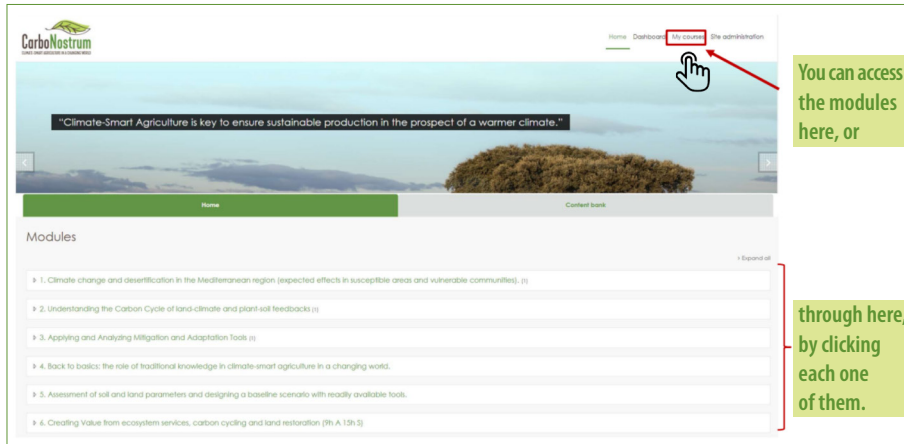 CarboNostrum
CLIMATE-SMART AGRICULTURE IN A CHANGING WORLD
Home Dashboard My courses Site administration
You can access
the modules
here, or
"Climate-Smart Agriculture is key to ensure sustainable production in the prospect of a warmer climate."
Home Content bank
Modules
Expand all
1. Climate change and desertification in the Mediterranean region (expected effects in susceptible areas and vulnerable communities). (1)
2. Understanding the Carbon Cycle of land-climate and plant-soil feedbacks (1)
3. Applying and Analyzing Mitigation and Adaptation Tools (1)
4. Back to basics: the role of traditional knowledge in climate-smart agriculture in a changing world.
5. Assessment of soil and land parameters and designing a baseline scenario with readily available tools.
6. Creating Value from ecosystem services, carbon cycling and land restoration (9h A 15h S)
through here,
by clicking
each one
of them.